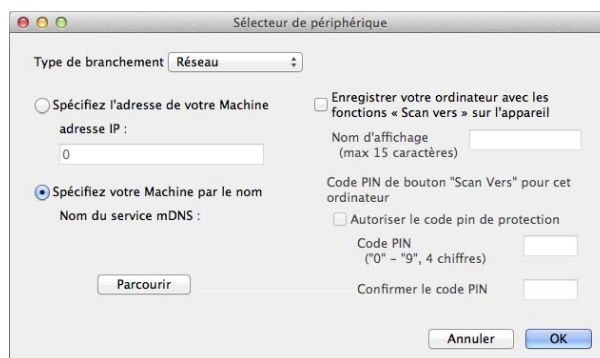 Sélecteur de périphérique
Type de branchement Réseau
Spécifiez l'adresse de votre Machine
adresse IP :
0
Spécifiez votre Machine par le nom
Nom du service mDNS :
Parcourir
Enregistrer votre ordinateur avec les
fonctions « Scan vers » sur l'appareil
Nom d'affichage
(max 15 caractères)
Code PIN de bouton "Scan Vers" pour cet
ordinateur
Autoriser le code pin de protection
Code PIN
("0" – "9", 4 chiffres)
Confirmer le code PIN
Annuler OK